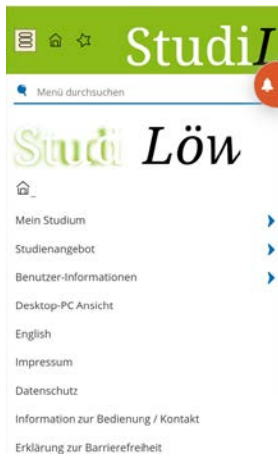 StudiL
Menü durchsuchen
Studi Löw
Mein Studium
Studienangebot
Benutzer-Informationen
Desktop-PC Ansicht
English
Impressum
Datenschutz
Information zur Bedienung / Kontakt
Erklärung zur Barrierefreiheit